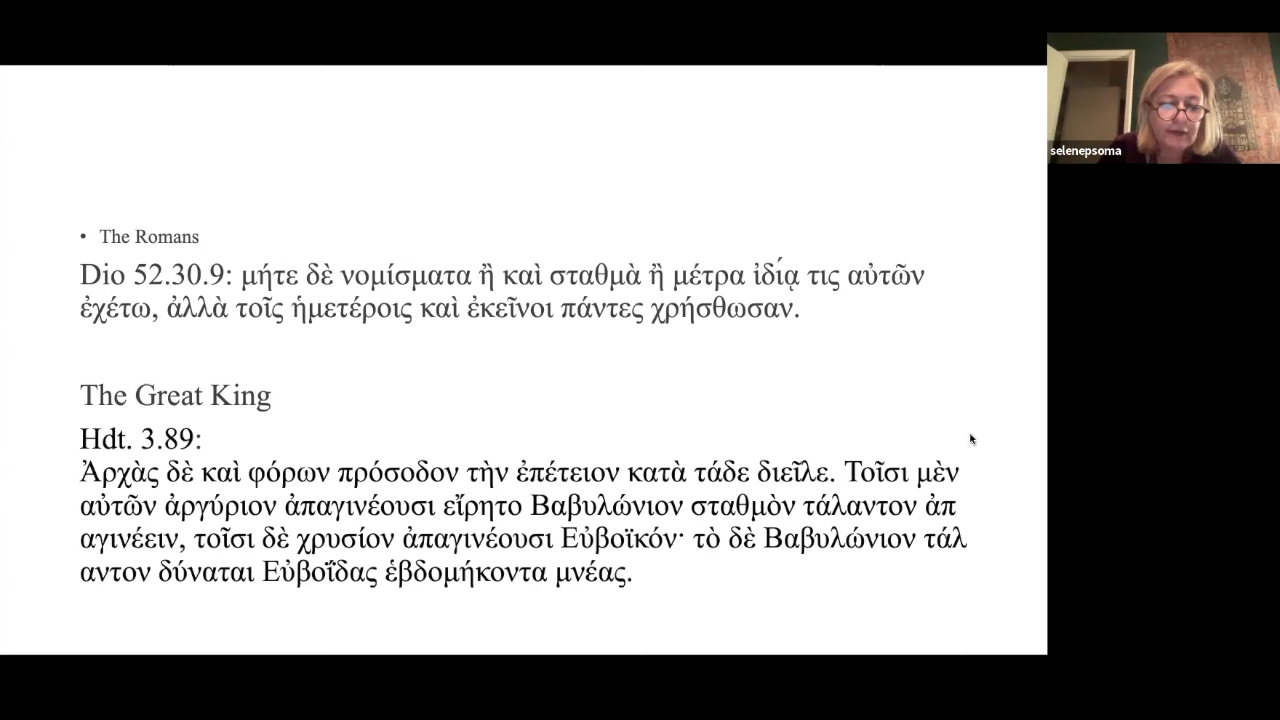 selenepsoma
• The Romans
Dio 52.30.9: μήτε δὲ νομίσματα ἢ καὶ σταθμὰ ἢ μέτρα ἰδίᾳ τις αὐτῶν
ἐχέτω, ἀλλὰ τοῖς ἡμετέροις καὶ ἐκεῖνοι πάντες χρήσθωσαν.
The Great King
Hdt. 3.89:
Ἀρχὰς δὲ καὶ φόρων πρόσοδον τὴν ἐπέτειον κατὰ τάδε διεῖλε. Τοῖσι μὲν
αὐτῶν ἀργύριον ἀπαγινέουσι εἴρητο Βαβυλώνιον σταθμὸν τάλαντον ἀπ
αγινέειν, τοῖσι δὲ χρυσίον ἀπαγινέουσι Εὐβοϊκόν· τὸ δὲ Βαβυλώνιον τάλ
αντον δύναται Εὐβοΐδας ἑβδομήκοντα μνέας.